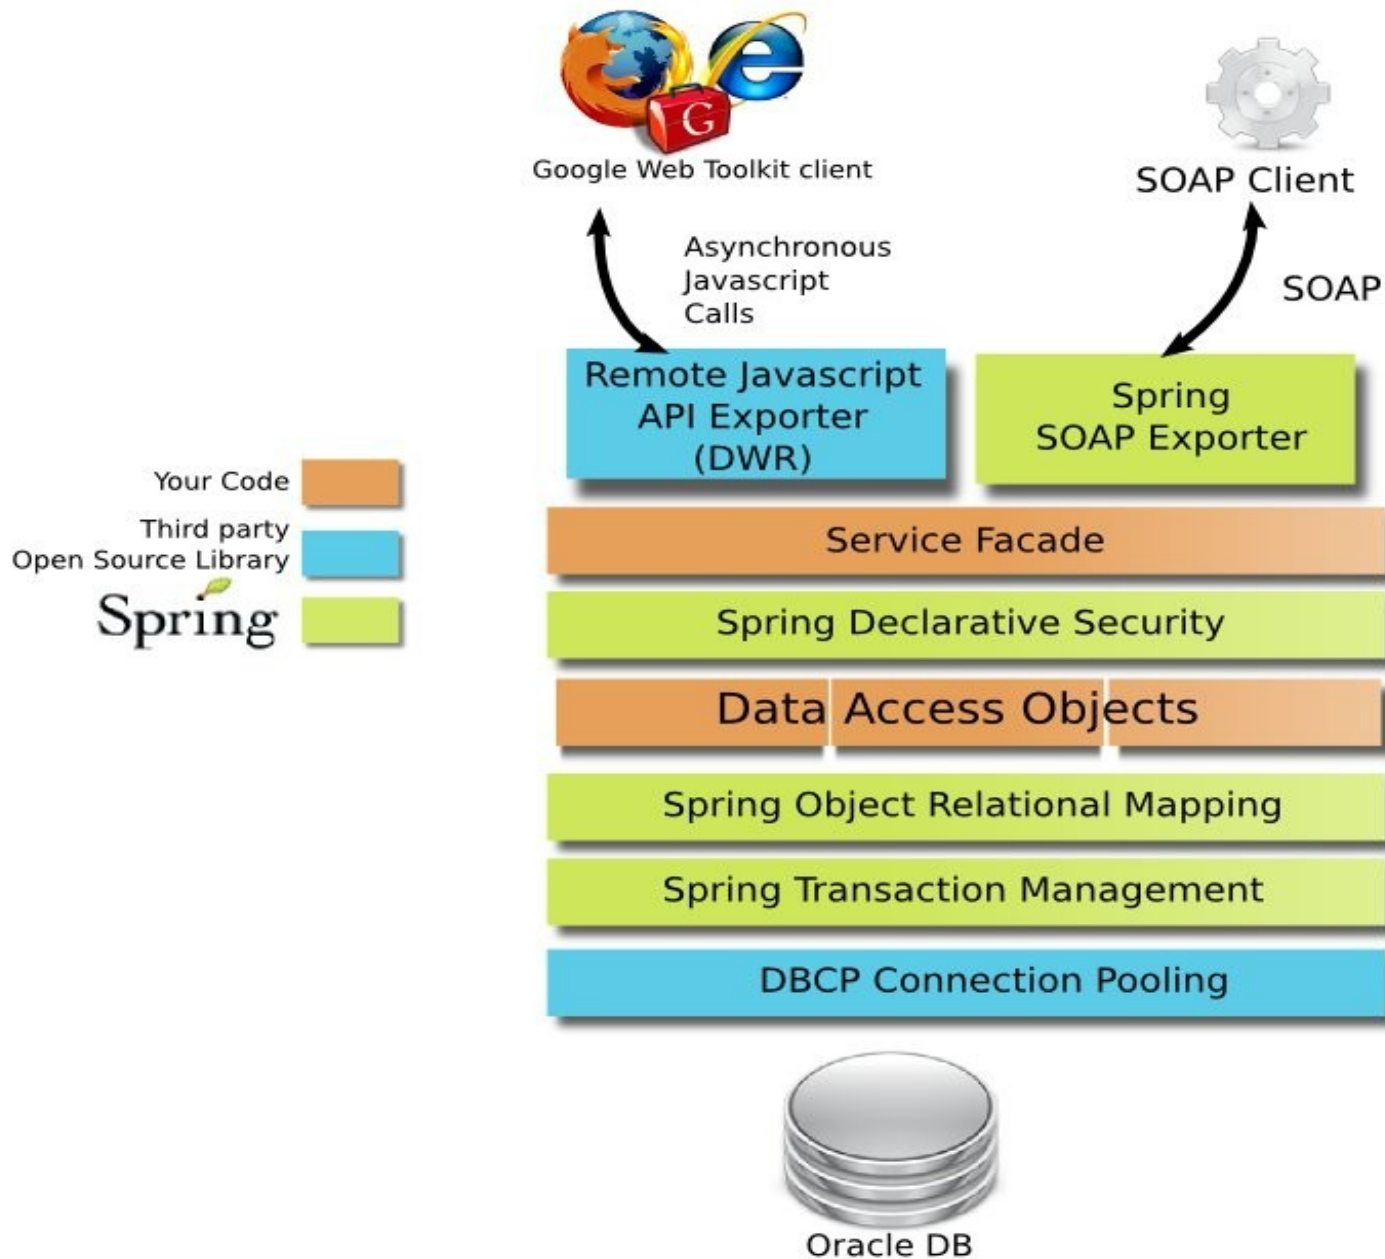 G
Google Web Toolkit client
SOAP Client
Asynchronous
Javascript
Calls
SOAP
Remote Javascript
API Exporter
(DWR)
Spring
SOAP Exporter
Your Code
Third party
Open Source Library
Spring
Service Facade
Spring Declarative Security
Data Access Objects
Spring Object Relational Mapping
Spring Transaction Management
DBCP Connection Pooling
Oracle DB